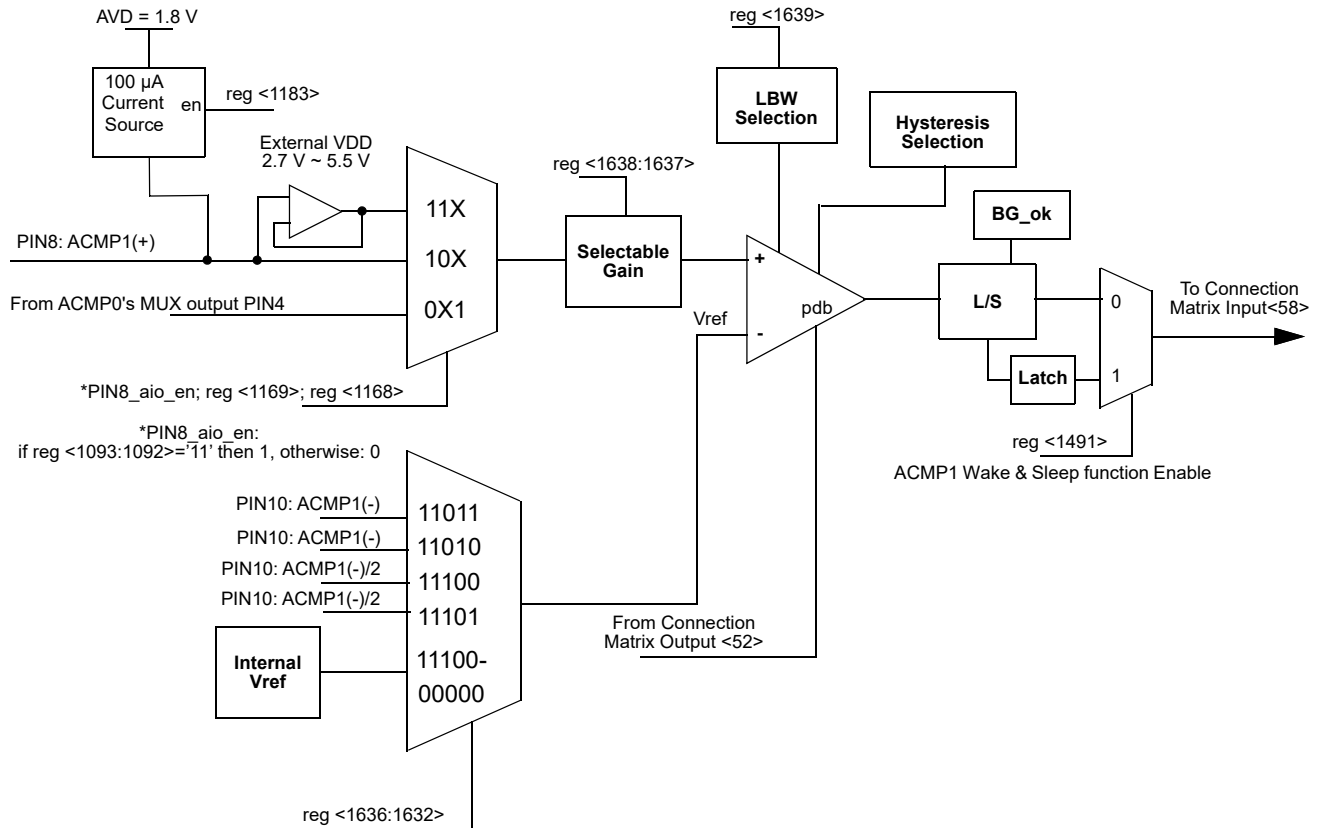 AVD = 1.8 V
100 µA
Current
Source
en
reg <1183>
External VDD
2.7 V ~ 5.5 V
PIN8: ACMP1(+)
From ACMP0's MUX output PIN4
11X
10X
0X1
*PIN8_aio_en; reg <1169>; reg <1168>
*PIN8_aio_en:
if reg <1093:1092>='11' then 1, otherwise: 0
reg <1638:1637>
Selectable
Gain
reg <1639>
LBW
Selection
Hysteresis
Selection
+
-
pdb
Vref
BG_ok
L/S
Latch
0
1
To Connection
Matrix Input<58>
reg <1491>
ACMP1 Wake & Sleep function Enable
PIN10: ACMP1(-)
PIN10: ACMP1(-)
PIN10: ACMP1(-)/2
PIN10: ACMP1(-)/2
Internal
Vref
11011
11010
11100
11101
11100-
00000
From Connection
Matrix Output <52>
reg <1636:1632>